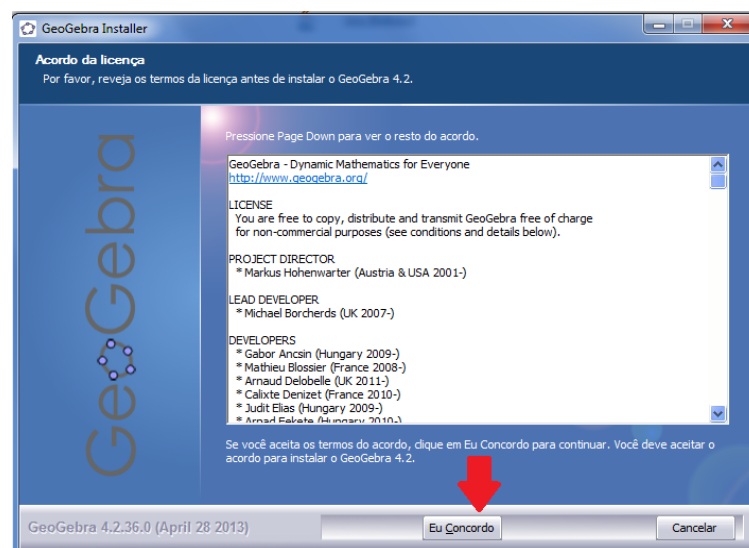 GeoGebra Installer
Acordo da licença
Por favor, reveja os termos da licença antes de instalar o GeoGebra 4.2.
GeoGebra
Pressione Page Down para ver o resto do acordo.
GeoGebra - Dynamic Mathematics for Everyone
http://www.geogebra.org/
LICENSE
You are free to copy, distribute and transmit GeoGebra free of charge
for non-commercial purposes (see conditions and details below).
PROJECT DIRECTOR
* Markus Hohenwarter (Austria & USA 2001-)
LEAD DEVELOPER
* Michael Borcherds (UK 2007-)
DEVELOPERS
* Gabor Ancsin (Hungary 2009-)
* Mathieu Blossier (France 2008-)
* Arnaud Delobelle (UK 2011-)
* Calixte Denizet (France 2010-)
* Judit Elias (Hungary 2009-)
* Arpad Fekete (Hungary 2010-)
Se você aceita os termos do acordo, clique em Eu Concordo para continuar. Você deve aceitar o
acordo para instalar o GeoGebra 4.2.
GeoGebra 4.2.36.0 (April 28 2013)
Eu Concordo
Cancelar